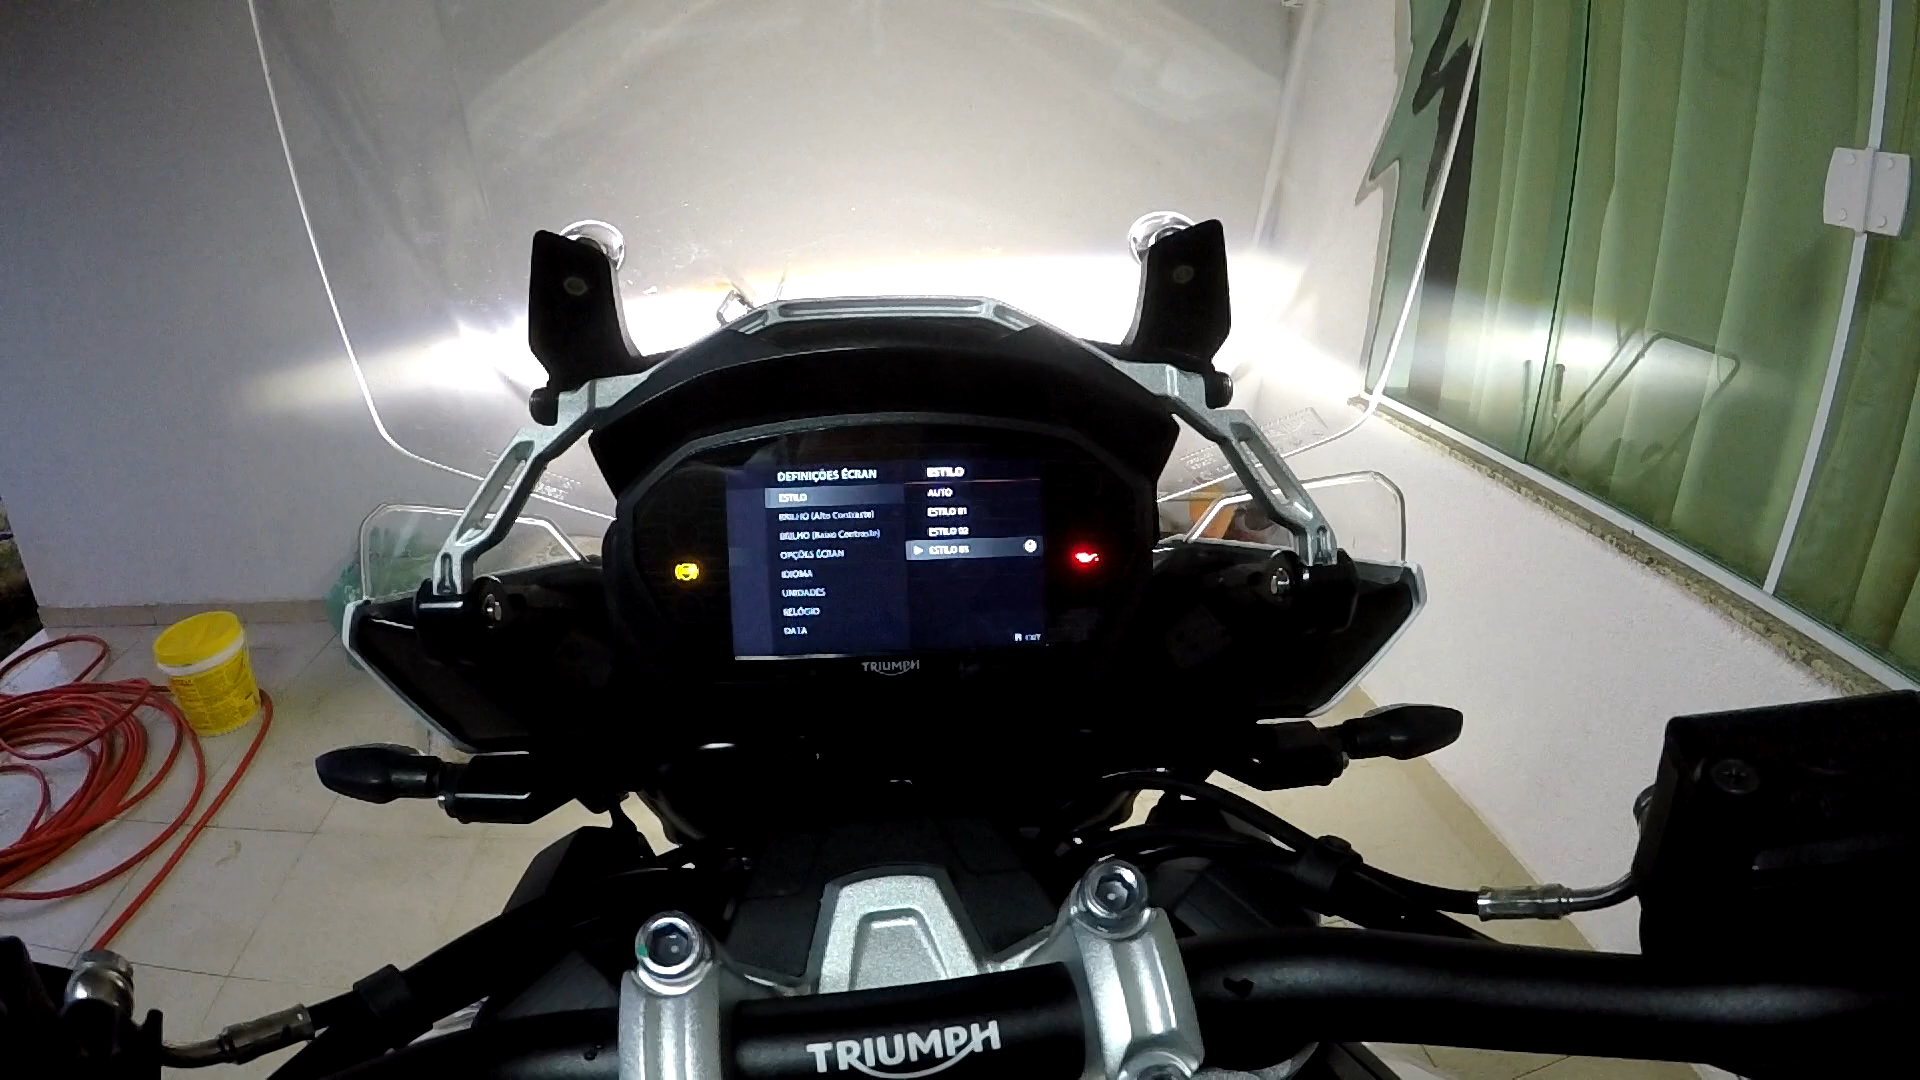 DEFINIÇÕES ÉCRAN
ESTILO
BRILHO (Alto Contraste)
BRILHO (Baixo Contraste)
OPÇÕES ÉCRAN
IDIOMA
UNIDADES
RELÓGIO
DATA
ESTILO
AUTO
ESTILO 01
ESTILO 02
ESTILO 03
EXIT
TRIUMPH
TRIUMPH